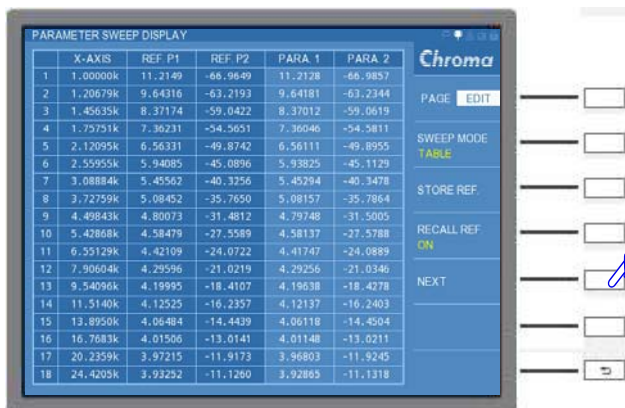 PARAMETER SWEEP DISPLAY
X-AXIS REF. P1 REF. P2 PARA. 1 PARA. 2
1 1.00000k 11.2149 -66.9649 11.2128 -66.9857
2 1.20679k 9.64316 -63.2193 9.64181 -63.2344
3 1.45635k 8.37174 -59.0422 8.37012 -59.0619
4 1.75751k 7.36231 -54.5651 7.36046 -54.5811
5 2.12095k 6.56331 -49.8742 6.56111 -49.8955
6 2.55955k 5.94085 -45.0896 5.93825 -45.1129
7 3.08884k 5.45562 -40.3256 5.45294 -40.3478
8 3.72759k 5.08452 -35.7650 5.08157 -35.7864
9 4.49843k 4.80073 -31.4812 4.79748 -31.5005
10 5.42868k 4.58479 -27.5589 4.58137 -27.5788
11 6.55129k 4.42109 -24.0722 4.41747 -24.0889
12 7.90604k 4.29596 -21.0219 4.29256 -21.0346
13 9.54096k 4.19995 -18.4107 4.19638 -18.4278
14 11.5140k 4.12525 -16.2357 4.12137 -16.2403
15 13.8950k 4.06484 -14.4439 4.06118 -14.4504
16 16.7683k 4.01506 -13.0141 4.01148 -13.0211
17 20.2359k 3.97215 -11.9173 3.96803 -11.9245
18 24.4205k 3.93252 -11.1260 3.92865 -11.1318
Chroma
PAGE EDIT
SWEEP MODE
TABLE
STORE REF.
RECALL REF.
ON
NEXT